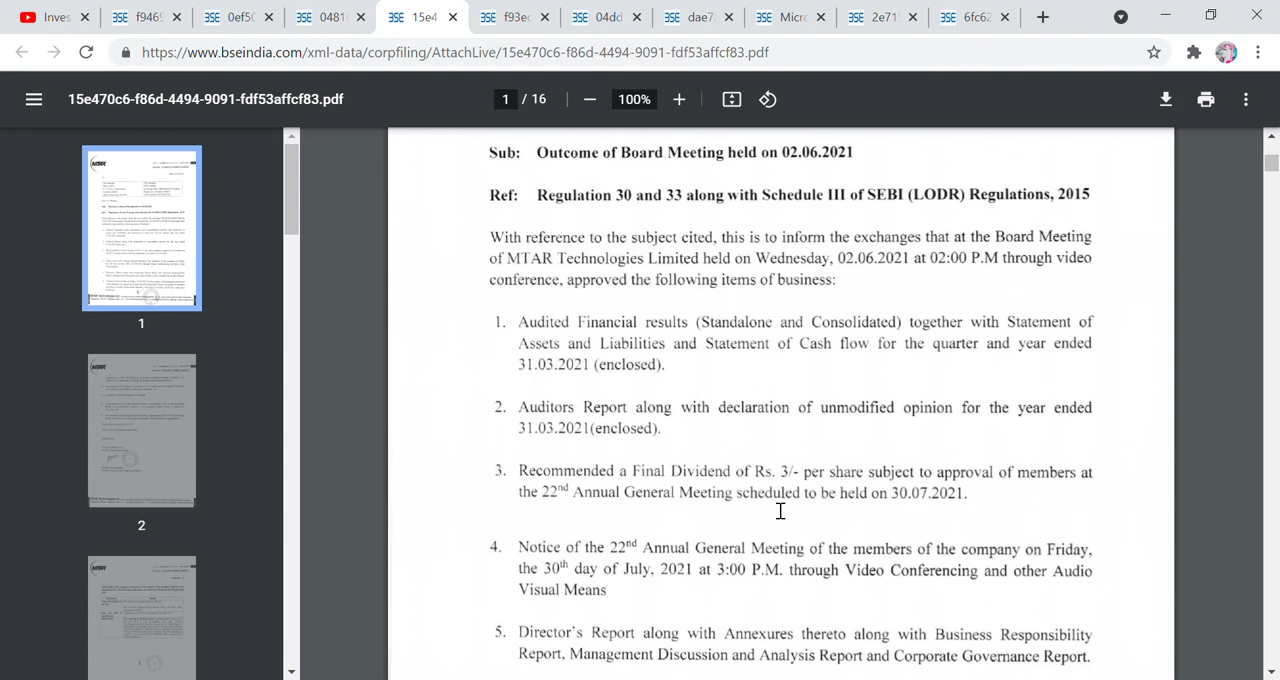 Inves
f9469
0ef50
0481
15e4
f93ec
04dd
dae7
Micro
2e71
6fc62
https://www.bseindia.com/xml-data/corpfiling/AttachLive/15e470c6-f86d-4494-9091-fdf53affcf83.pdf
15e470c6-f86d-4494-9091-fdf53affcf83.pdf
1 / 16
100%
Sub: Outcome of Board Meeting held on 02.06.2021
Ref: Regulation 30 and 33 along with Schedule III of SEBI (LODR) Regulations, 2015
With reference to the subject cited, this is to inform the exchanges that at the Board Meeting
of MTAR Technologies Limited held on Wednesday, 02.06.2021 at 02:00 P.M through video
conference, approved the following items of business:
1. Audited Financial results (Standalone and Consolidated) together with Statement of
Assets and Liabilities and Statement of Cash flow for the quarter and year ended
31.03.2021 (enclosed).
2. Auditors Report along with declaration of unmodified opinion for the year ended
31.03.2021(enclosed).
3. Recommended a Final Dividend of Rs. 3/- per share subject to approval of members at
the 22nd Annual General Meeting scheduled to be held on 30.07.2021.
4. Notice of the 22nd Annual General Meeting of the members of the company on Friday,
the 30th day of July, 2021 at 3:00 P.M. through Video Conferencing and other Audio
Visual Means
5. Director's Report along with Annexures thereto along with Business Responsibility
Report, Management Discussion and Analysis Report and Corporate Governance Report.
MTAR
1
MTAR
2
MTAR